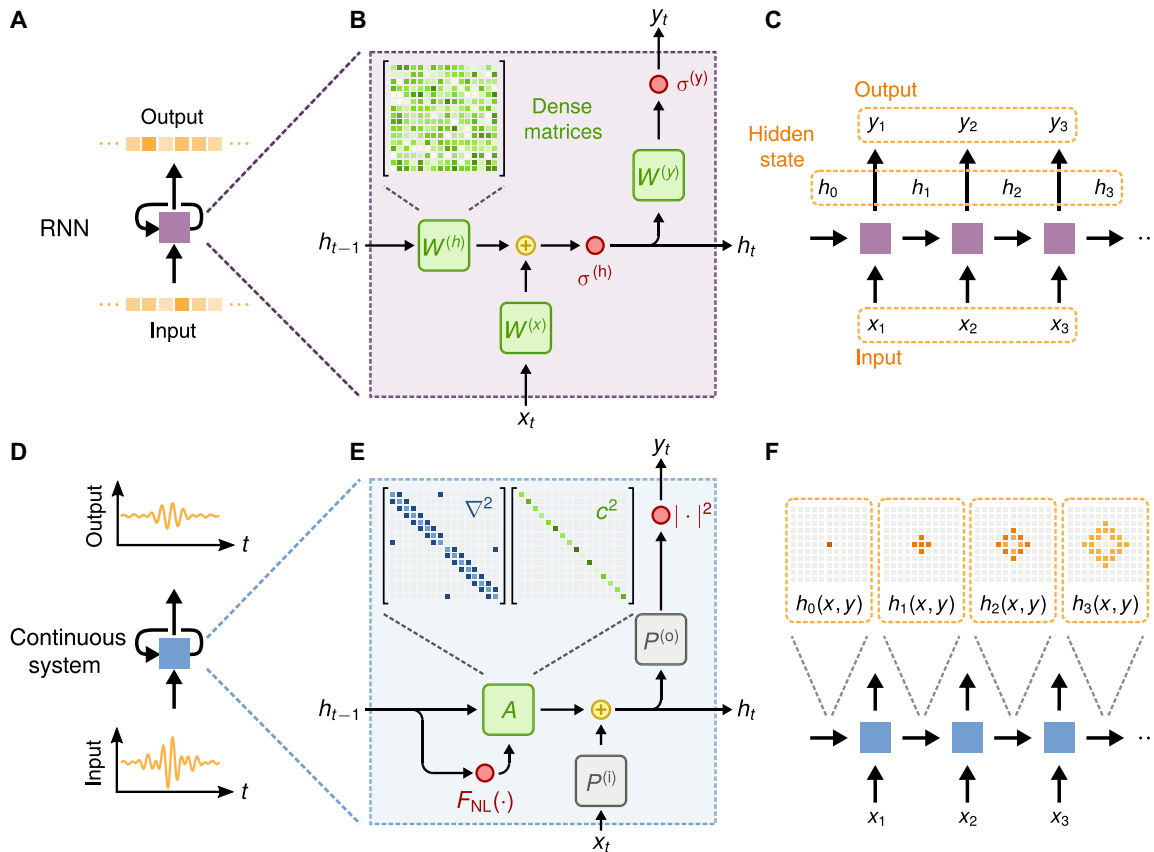 A
Output
RNN
Input
B
y_t
σ^(y)
Dense
matrices
W^(y)
h_{t−1}
W^(h)
+
σ^(h)
h_t
W^(x)
x_t
C
Output
y_1 y_2 y_3
Hidden
state
h_0 h_1 h_2 h_3
··
x_1 x_2 x_3
Input
D
Output
t
Continuous
system
Input
t
E
y_t
∇^2
c^2
|·|^2
P^(o)
h_{t−1}
A
+
h_t
F_NL(·)
P^(i)
x_t
F
h_0(x, y) h_1(x, y) h_2(x, y) h_3(x, y)
··
x_1 x_2 x_3